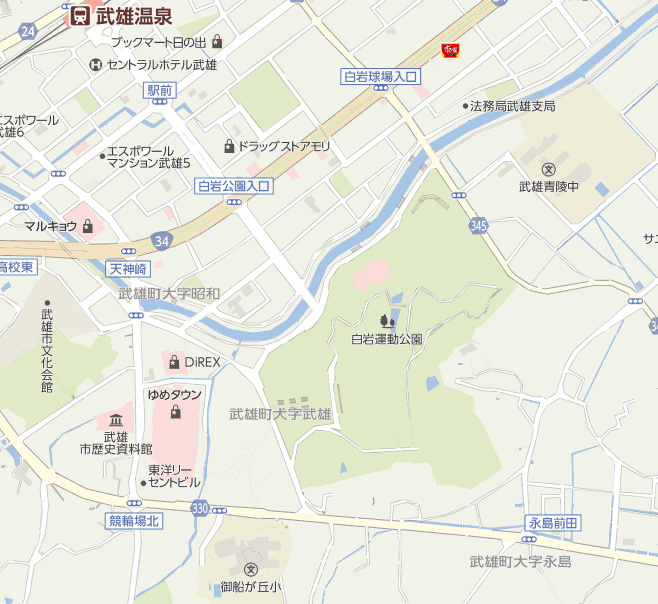 武雄温泉
24
ブックマート日の出
セントラルホテル武雄
駅前
白岩球場入口
法務局武雄支局
エスポワール
武雄6
エスポワール
マンション武雄5
ドラッグストアモリ
武雄青陵中
白岩公園入口
マルキョウ
345
34
サエ
高校東
天神崎
武雄町大字昭和
34
武雄市文化会館
白岩運動公園
DiREX
ゆめタウン
武雄町大字武雄
武雄
市歴史資料館
東洋リー
セントビル
330
競輪場北
永島前田
武雄町大字永島
御船が丘小